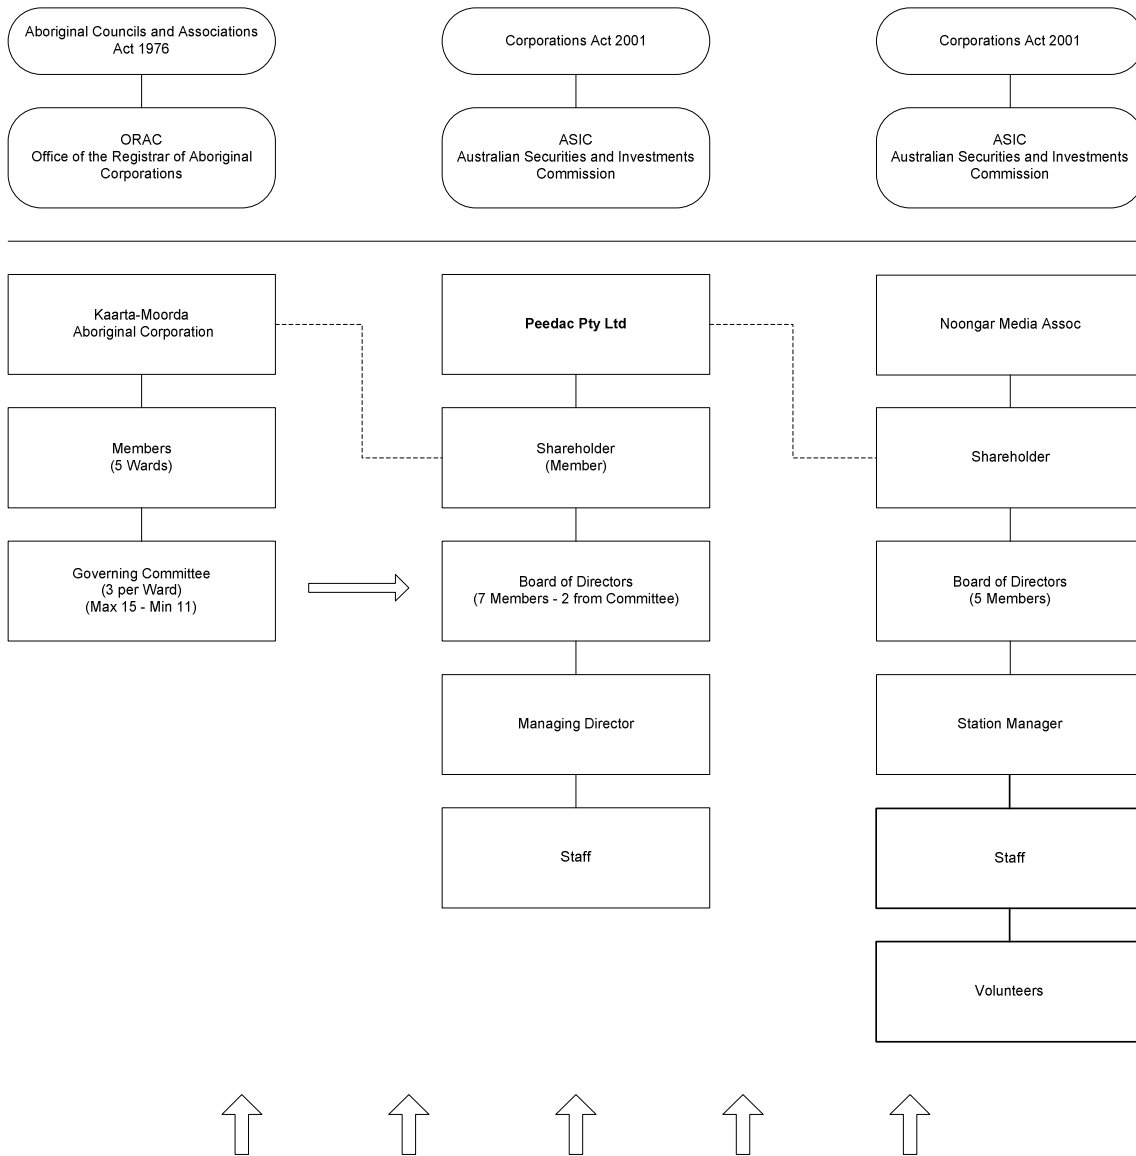 Aboriginal Councils and Associations
Act 1976
Corporations Act 2001
Corporations Act 2001
ORAC
Office of the Registrar of Aboriginal
Corporations
ASIC
Australian Securities and Investments
Commission
ASIC
Australian Securities and Investments
Commission
Kaarta-Moorda
Aboriginal Corporation
Peedac Pty Ltd
Noongar Media Assoc
Members
(5 Wards)
Shareholder
(Member)
Shareholder
Governing Committee
(3 per Ward)
(Max 15 - Min 11)
Board of Directors
(7 Members - 2 from Committee)
Board of Directors
(5 Members)
Managing Director
Station Manager
Staff
Staff
Volunteers